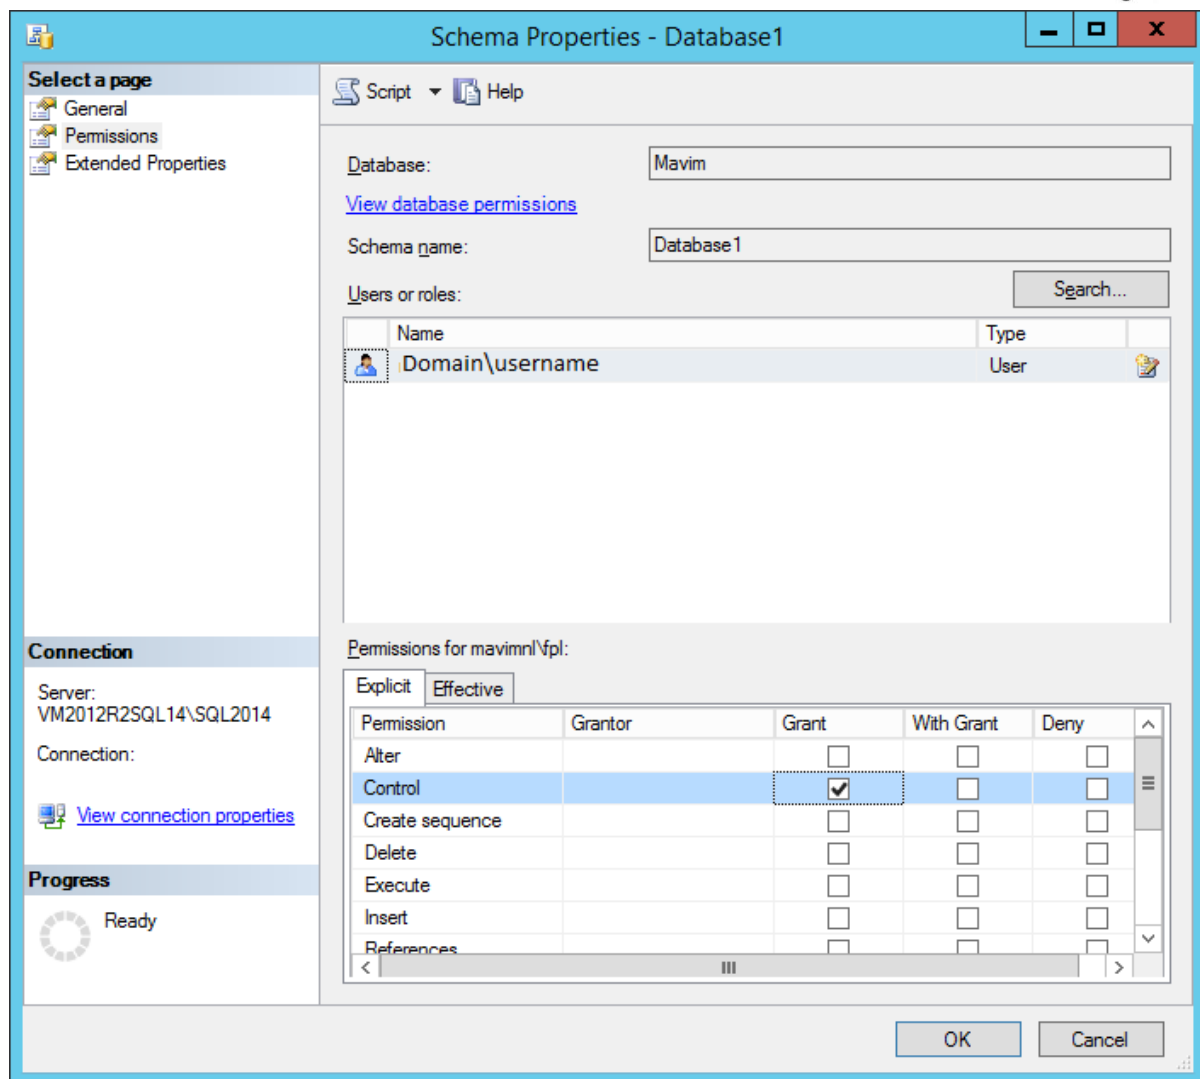 Schema Properties - Database1
Select a page
General
Permissions
Extended Properties
Script Help
Database: Mavim
View database permissions
Schema name: Database1
Users or roles: Search...
Name Type
Domain\username User
Connection
Server:
VM2012R2SQL14\SQL2014
Connection:
View connection properties
Progress
Ready
Permissions for mavimnl\fpl:
Explicit Effective
Permission Grantor Grant With Grant Deny
Alter
Control
Create sequence
Delete
Execute
Insert
References
OK Cancel